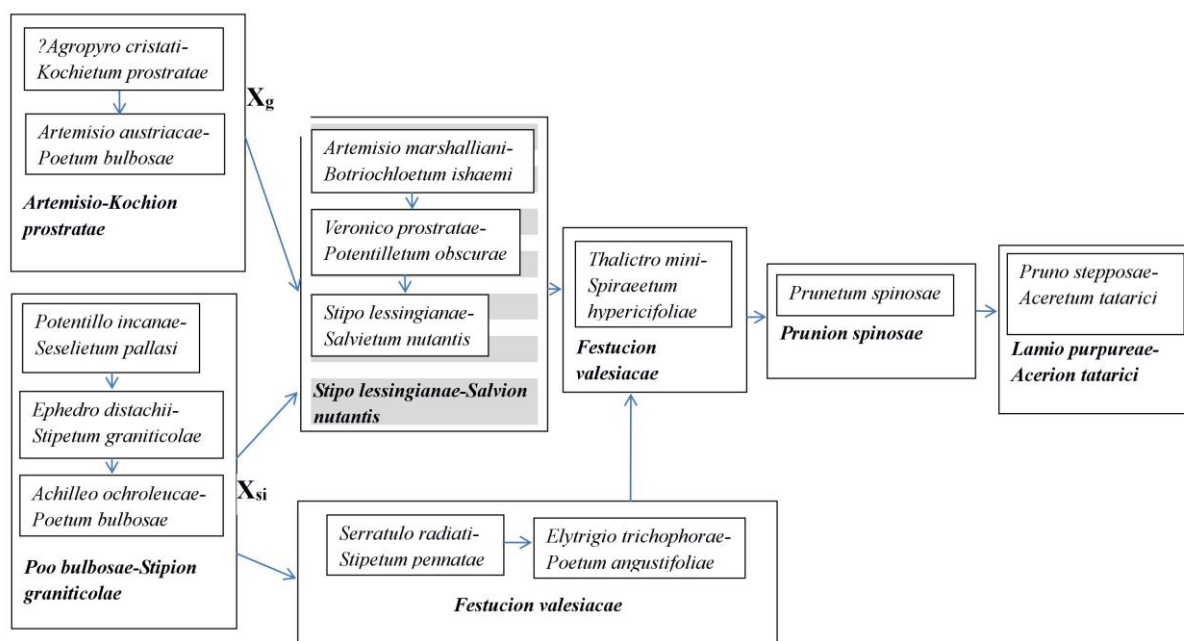 ?Agropyro cristati-
Kochietum prostratae
Artemisio austriacae-
Poetum bulbosae
Artemisio-Kochion
prostratae
Xg
Potentillo incanae-
Seselietum pallasi
Ephedro distachii-
Stipetum graniticolae
Achilleo ochroleucae-
Poetum bulbosae
Poo bulbosae-Stipion
graniticolae
Xsi
Artemisio marshalliani-
Botriochloetum ishaemi
Veronico prostratae-
Potentilletum obscurae
Stipo lessingianae-
Salvietum nutantis
Stipo lessingianae-Salvion
nutantis
Serratulo radiati-
Stipetum pennatae
Elytrigio trichophorae-
Poetum angustifoliae
Festucion valesiacae
Thalictro mini-
Spiraeetum
hypericifoliae
Festucion
valesiacae
Prunetum spinosae
Prunion spinosae
Pruno stepposae-
Aceretum tatarici
Lamio purpureae-
Acerion tatarici